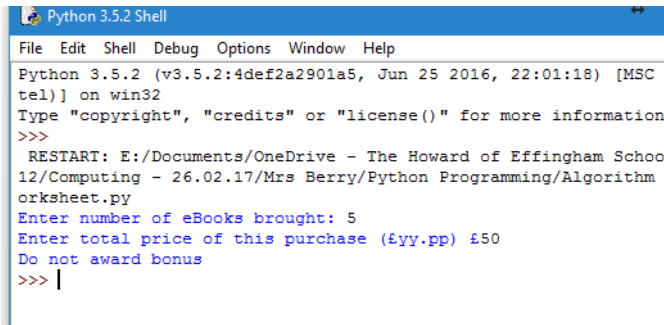 Python 3.5.2 Shell
File Edit Shell Debug Options Window Help
Python 3.5.2 (v3.5.2:4def2a2901a5, Jun 25 2016, 22:01:18) [MSC
tel)] on win32
Type "copyright", "credits" or "license()" for more information
>>>
 RESTART: E:/Documents/OneDrive - The Howard of Effingham Schoo
12/Computing - 26.02.17/Mrs Berry/Python Programming/Algorithm
orksheet.py
Enter number of eBooks brought: 5
Enter total price of this purchase (£yy.pp) £50
Do not award bonus
>>>